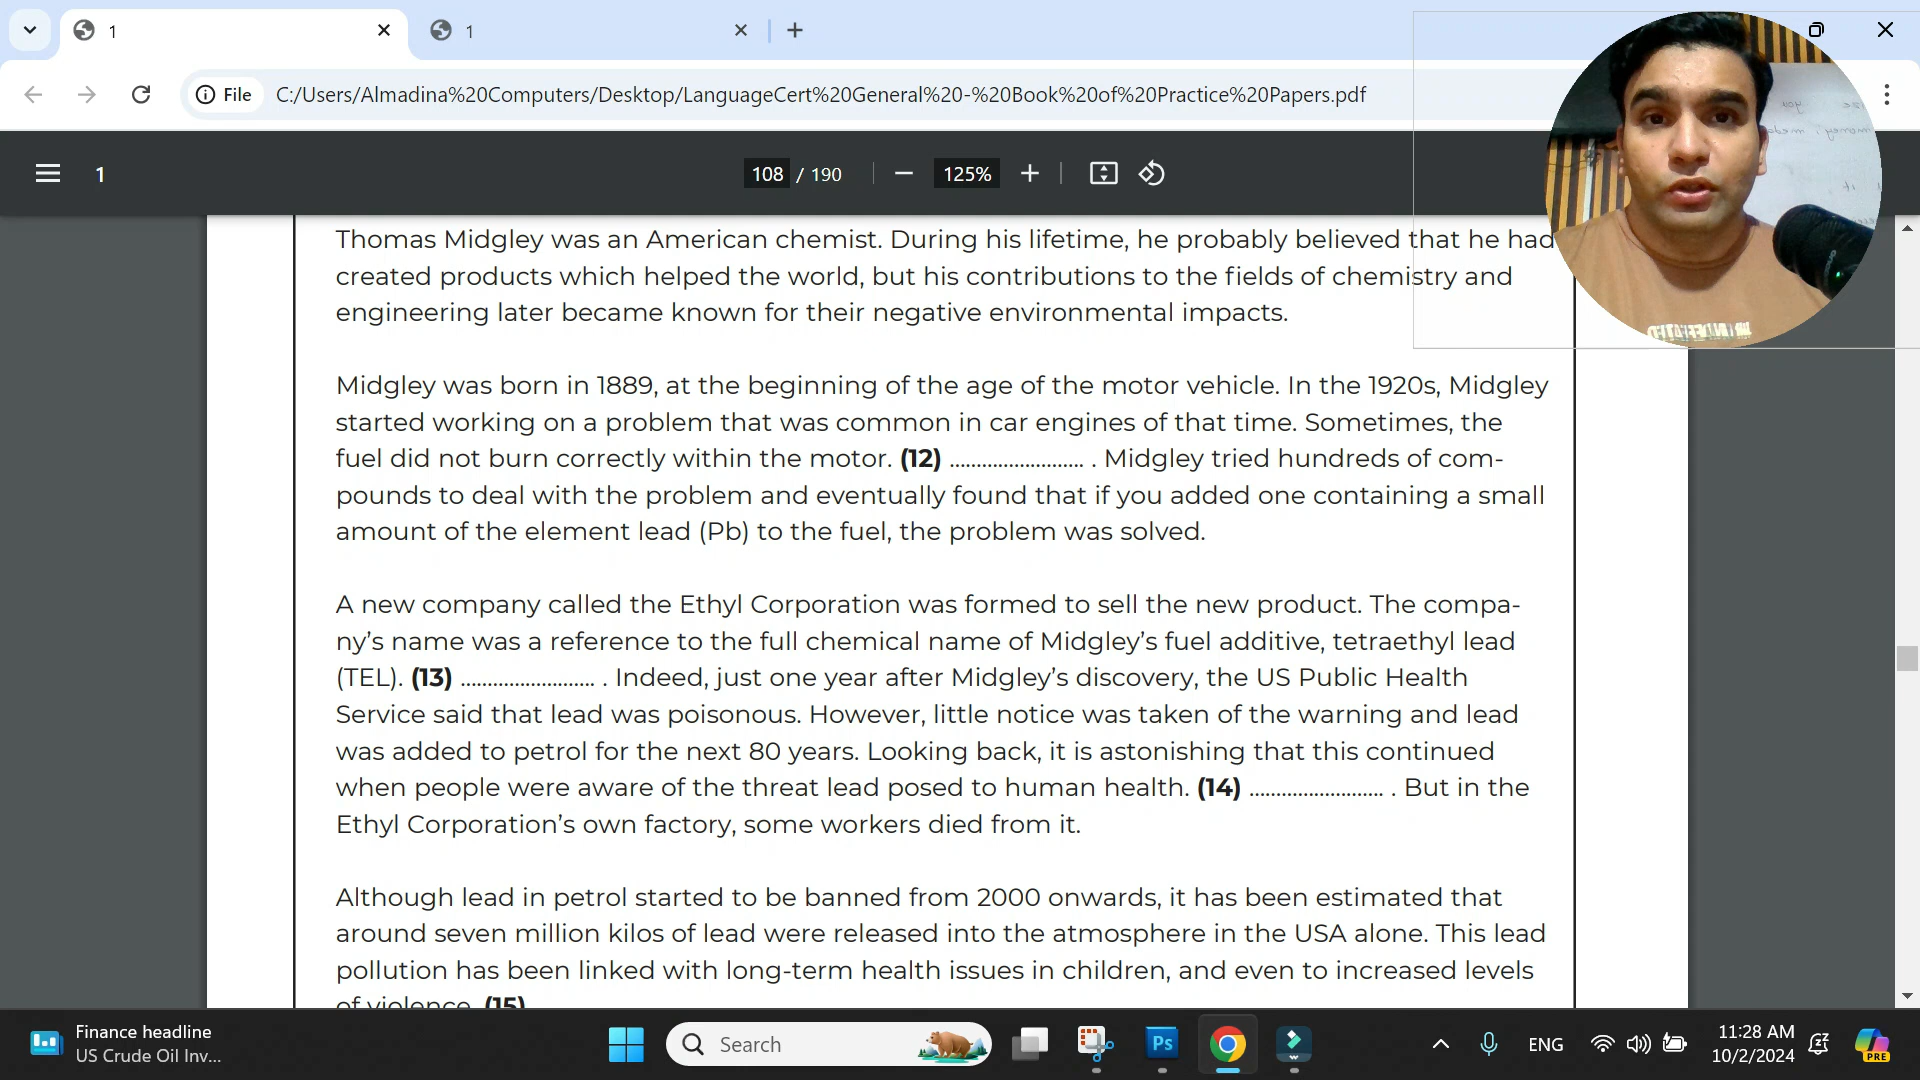 1
1
File
C:/Users/Almadina%20Computers/Desktop/LanguageCert%20General%20-%20Book%20of%20Practice%20Papers.pdf
1
108 / 190
125%
Thomas Midgley was an American chemist. During his lifetime, he probably believed that he had
created products which helped the world, but his contributions to the fields of chemistry and
engineering later became known for their negative environmental impacts.
Midgley was born in 1889, at the beginning of the age of the motor vehicle. In the 1920s, Midgley
started working on a problem that was common in car engines of that time. Sometimes, the
fuel did not burn correctly within the motor. (12) ......................... . Midgley tried hundreds of com-
pounds to deal with the problem and eventually found that if you added one containing a small
amount of the element lead (Pb) to the fuel, the problem was solved.
A new company called the Ethyl Corporation was formed to sell the new product. The compa-
ny's name was a reference to the full chemical name of Midgley's fuel additive, tetraethyl lead
(TEL). (13) ......................... . Indeed, just one year after Midgley's discovery, the US Public Health
Service said that lead was poisonous. However, little notice was taken of the warning and lead
was added to petrol for the next 80 years. Looking back, it is astonishing that this continued
when people were aware of the threat lead posed to human health. (14) ......................... . But in the
Ethyl Corporation's own factory, some workers died from it.
Although lead in petrol started to be banned from 2000 onwards, it has been estimated that
around seven million kilos of lead were released into the atmosphere in the USA alone. This lead
pollution has been linked with long-term health issues in children, and even to increased levels
of violence. (15)
Finance headline
US Crude Oil Inv...
Search
Ps
ENG
11:28 AM
10/2/2024
PRE